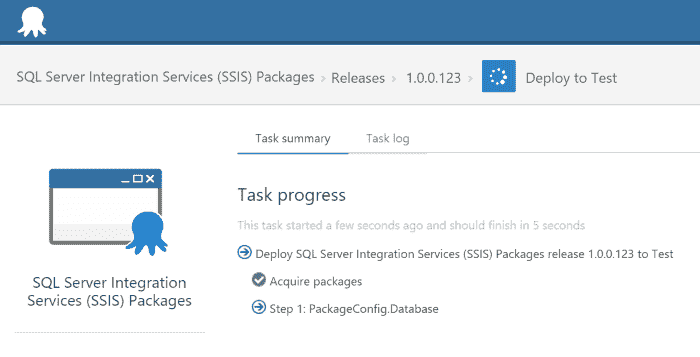 SQL Server Integration Services (SSIS) Packages › Releases › 1.0.0.123 › Deploy to Test
Task summary Task log
Task progress
This task started a few seconds ago and should finish in 5 seconds
Deploy SQL Server Integration Services (SSIS) Packages release 1.0.0.123 to Test
Acquire packages
Step 1: PackageConfig.Database
SQL Server Integration
Services (SSIS) Packages